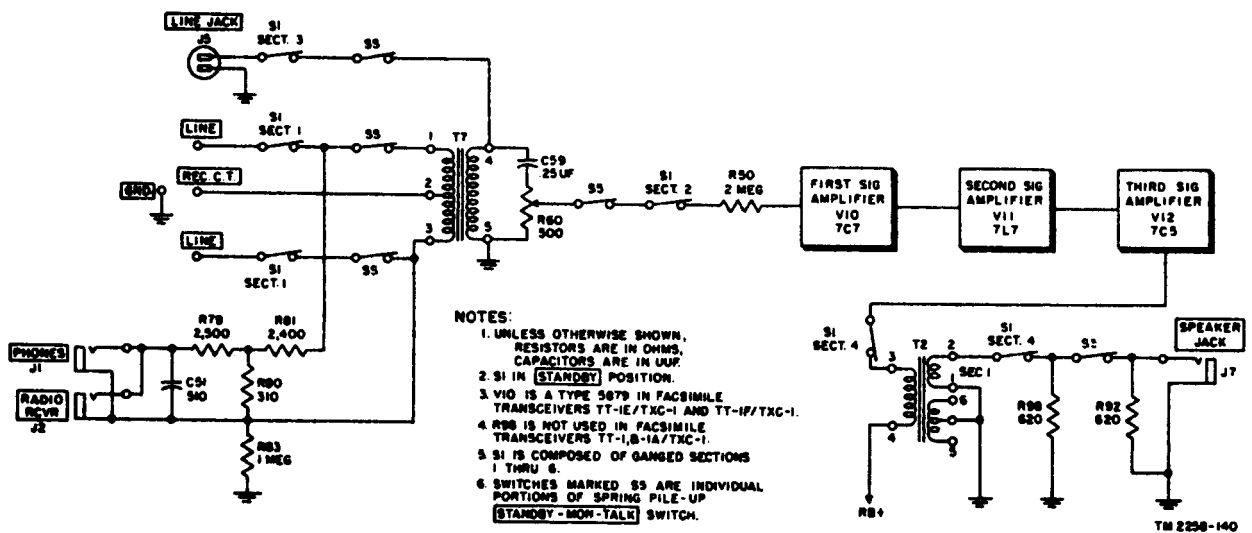 LINE JACK
J5
S1
SECT. 3
S5
LINE
S1
SECT. 1
S5
1
T7
4
C59
.25UF
REC. C.T.
GND
2
S5
S1
SECT. 2
R50
2 MEG
FIRST SIG
AMPLIFIER
V10
7C7
SECOND SIG
AMPLIFIER
V11
7L7
THIRD SIG
AMPLIFIER
V12
7C5
R60
500
LINE
3
5
S1
SECT. 1
S5
R79
2,500
R81
2,400
PHONES
J1
C51
510
R80
310
RADIO
RCVR
J2
R83
1 MEG
NOTES:
1. UNLESS OTHERWISE SHOWN,
RESISTORS ARE IN OHMS,
CAPACITORS ARE IN UUF.
2. S1 IN STANDBY POSITION.
3. V10 IS A TYPE 5879 IN FACSIMILE
TRANSCEIVERS TT-1E/TXC-1 AND TT-1F/TXC-1.
4. R98 IS NOT USED IN FACSIMILE
TRANSCEIVERS TT-1,B-1A/TXC-1.
5. S1 IS COMPOSED OF GANGED SECTIONS
1 THRU 6.
6. SWITCHES MARKED S5 ARE INDIVIDUAL
PORTIONS OF SPRING PILE-UP
STANDBY-MON-TALK SWITCH.
S1
SECT. 4
T2
3
2
SEC 1
1
6
5
4
RB+
S1
SECT. 4
S5
SPEAKER
JACK
J7
R98
620
R92
620
TM 2258-140